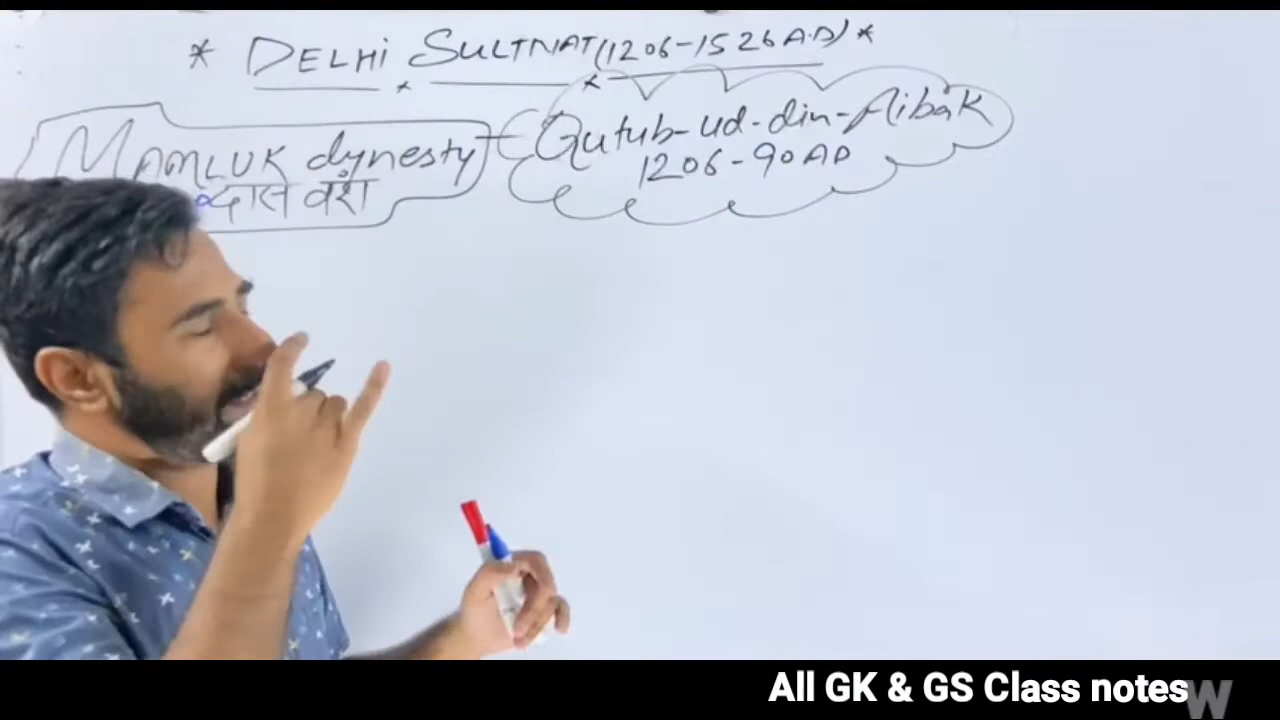 * DELHi SULTNAT (1206-1526 A.D) *
MAMLUK dynesty
दास वंश
Qutub-ud-din-Aibak
1206-90 AD
All GK & GS Class notes
W